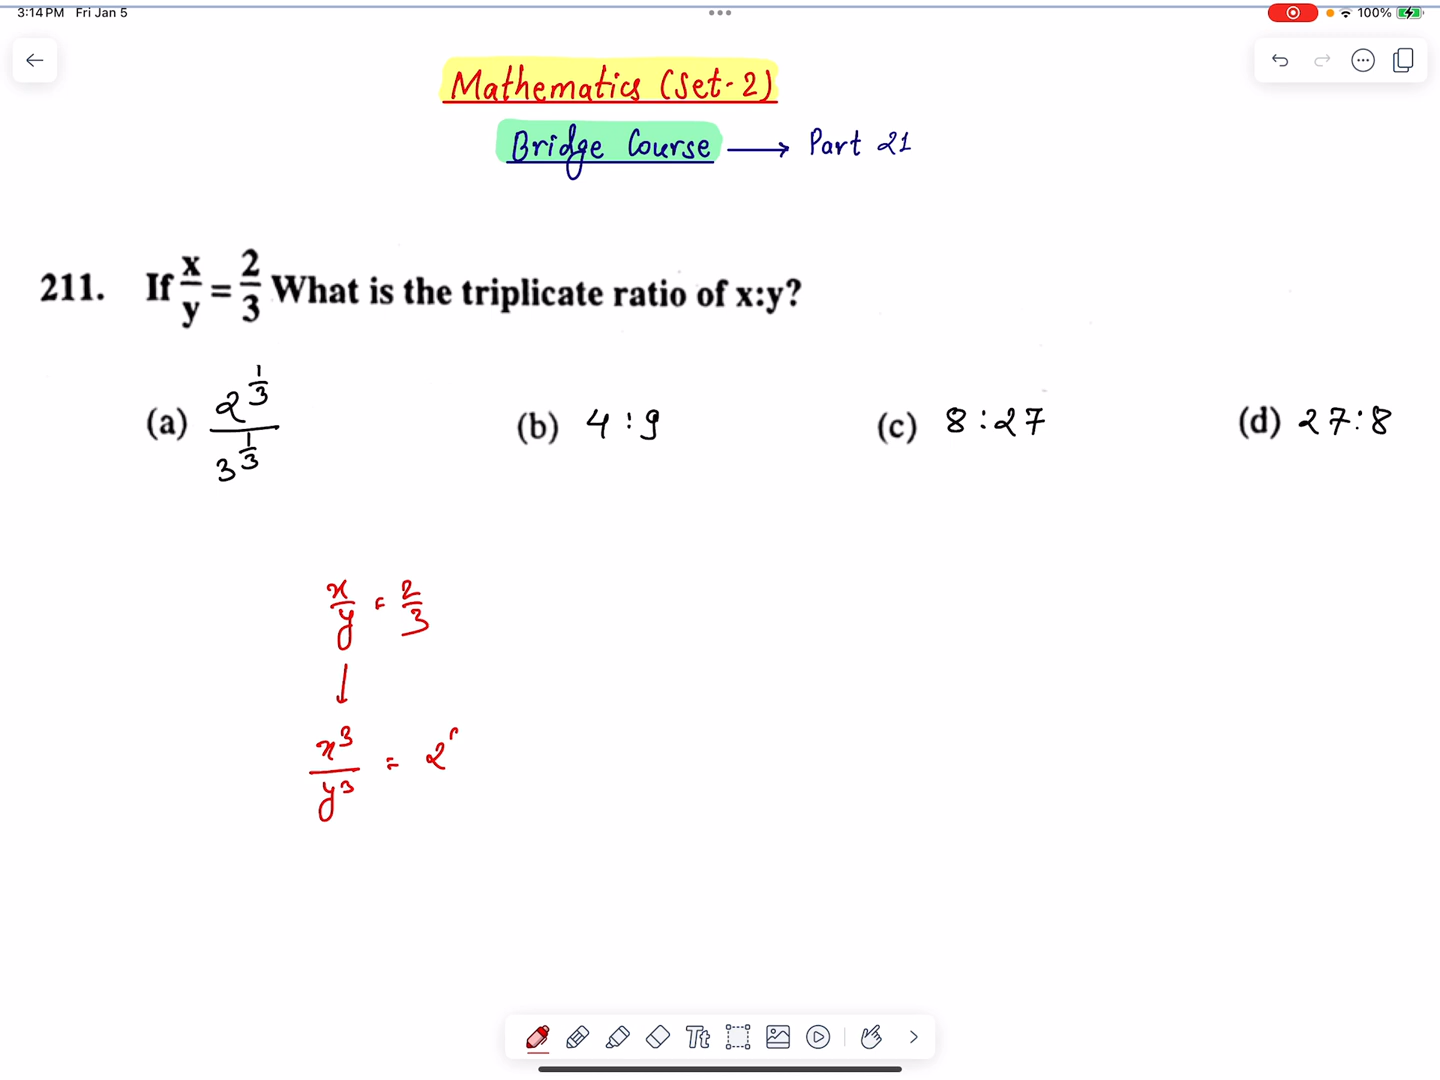 3:14 PM Fri Jan 5
100%
Mathematics (Set-2)
Bridge Course → Part 21
211. If x/y = 2/3 What is the triplicate ratio of x:y?
(a) 2^(1/3) / 3^(1/3) (b) 4:9 (c) 8:27 (d) 27:8
x/y = 2/3
↓
x³/y³ = 2
Tt